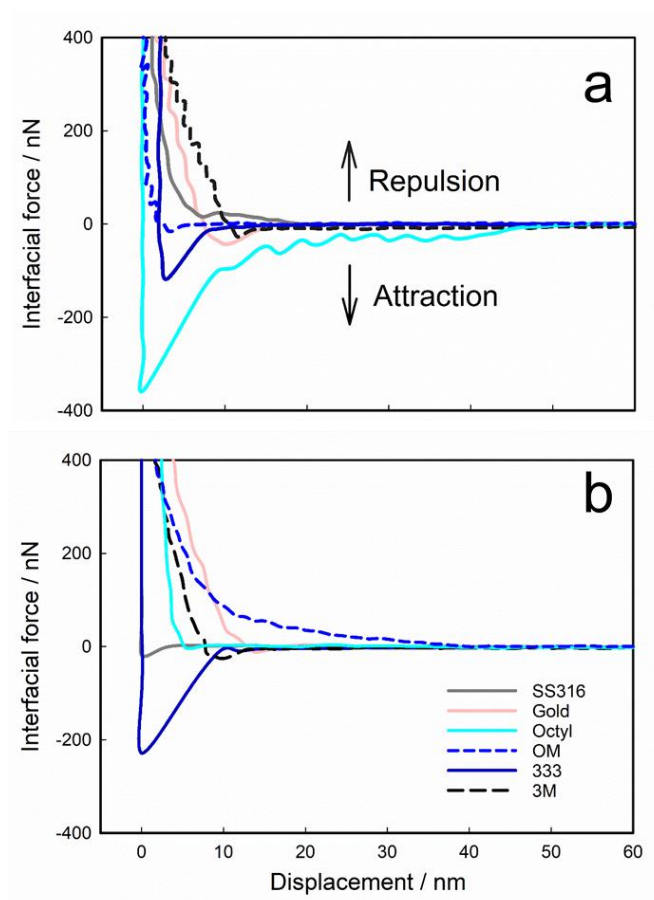 400
a
200
Repulsion
0
Interfacial force / nN
Attraction
-200
-400
400
b
200
0
Interfacial force / nN
SS316
Gold
Octyl
OM
333
3M
-200
-400
0 10 20 30 40 50 60
Displacement / nm